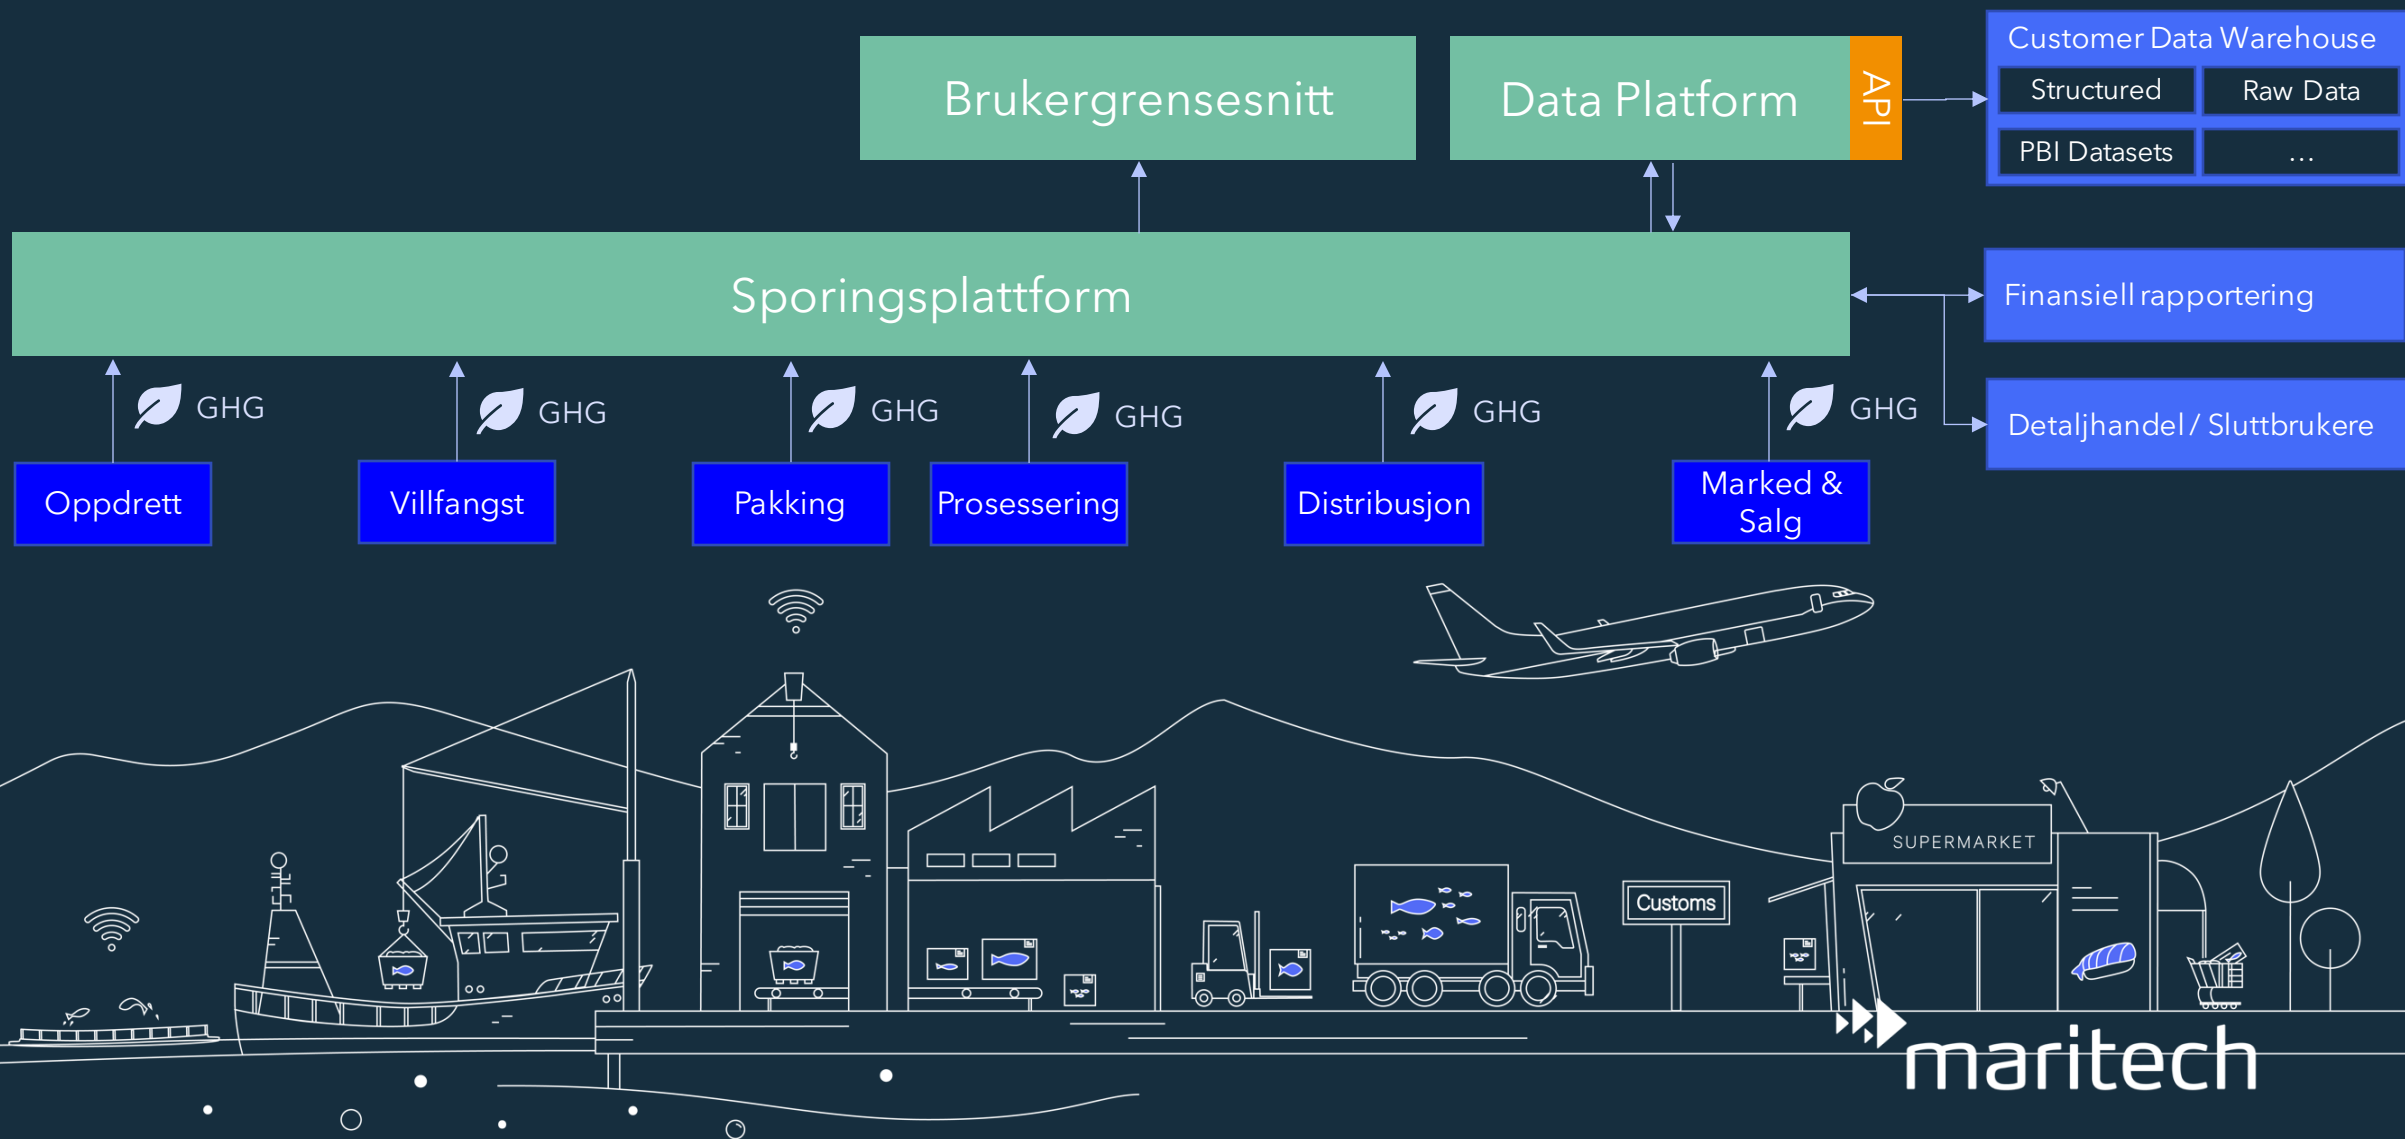 Brukergrensesnitt
Data Platform
API
Customer Data Warehouse
Structured
Raw Data
PBI Datasets
...
Sporingsplattform
Finansiell rapportering
Detaljhandel / Sluttbrukere
GHG
GHG
GHG
GHG
GHG
GHG
Oppdrett
Villfangst
Pakking
Prosessering
Distribusjon
Marked &
Salg
SUPERMARKET
Customs
maritech